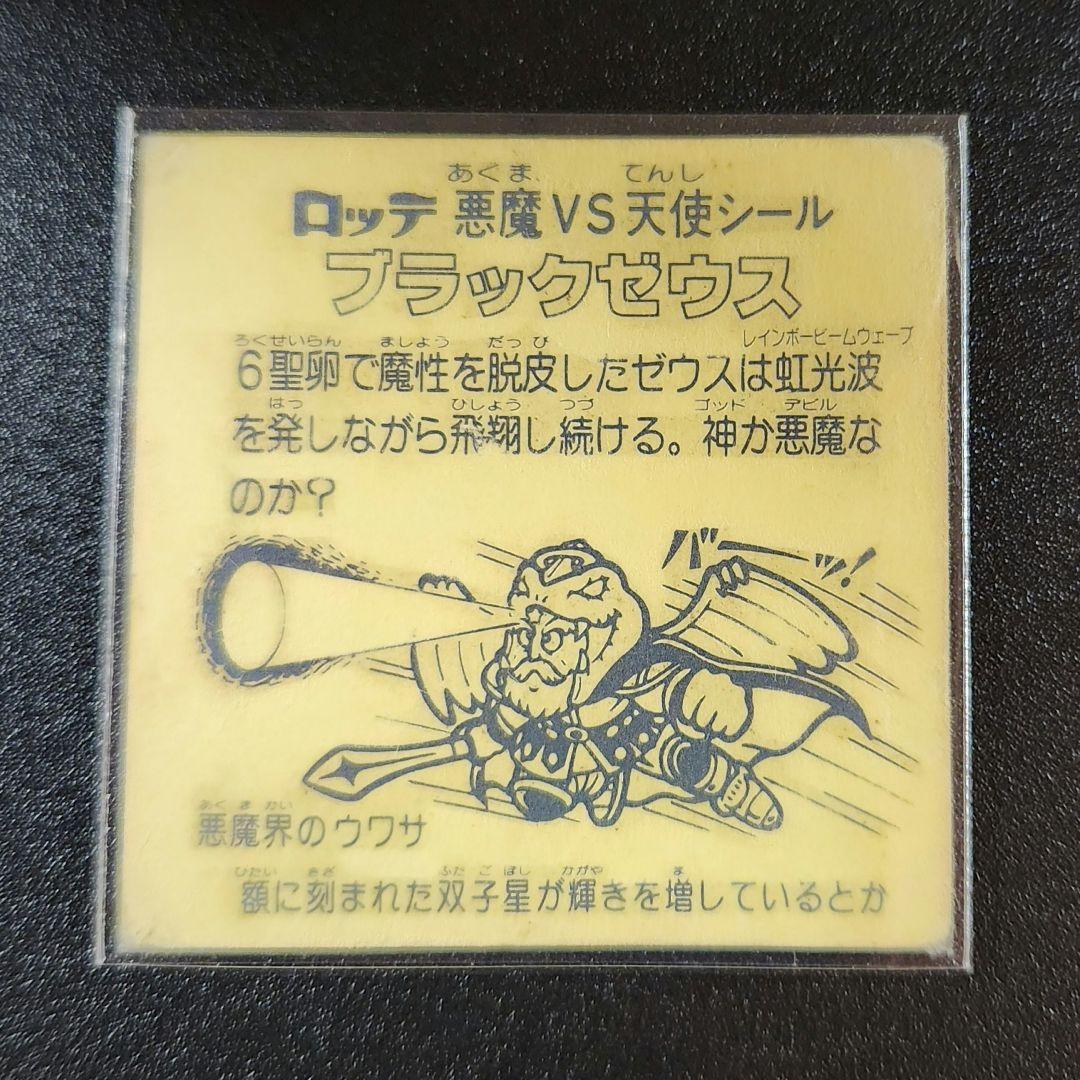 あくま てんし
ロッテ 悪魔VS天使シール
ブラックゼウス
ろくせいらん ましよう だっぴ レインボービームウェーブ
6聖卵で魔性を脱皮したゼウスは虹光波
はっ ひしょう つづ ゴッド デビル
を発しながら飛翔し続ける。神か悪魔な
のか?
バーッ!
あくまかい
悪魔界のウワサ
ひたい きざ ふたごぼし かがや ま
額に刻まれた双子星が輝きを増しているとか